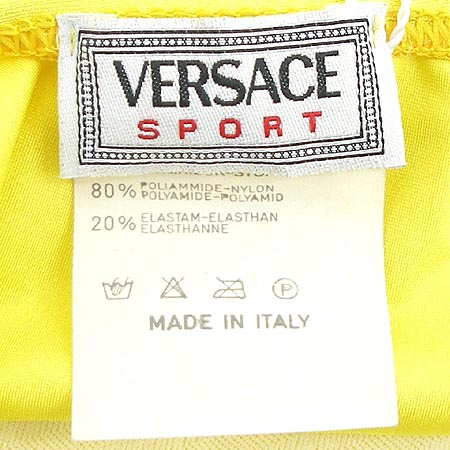 VERSACE
SPORT
80% POLIAMMIDE-NYLON
POLYAMIDE-POLYAMID
20% ELASTAM-ELASTHAN
ELASTHANNE
P
MADE IN ITALY